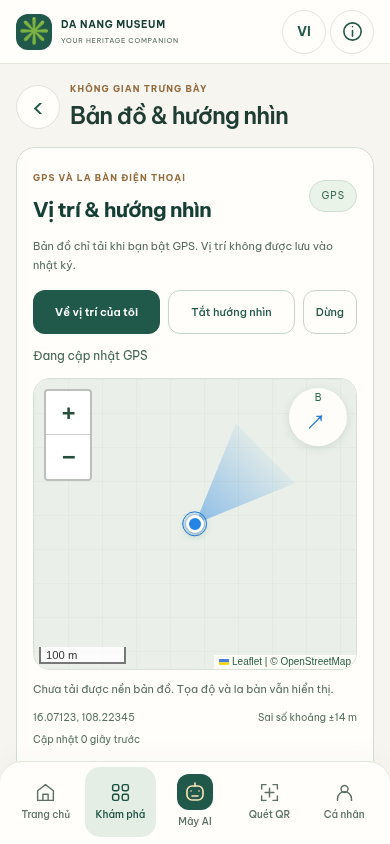 DA NANG MUSEUM
YOUR HERITAGE COMPANION
VI
KHÔNG GIAN TRƯNG BÀY
Bản đồ & hướng nhìn
GPS VÀ LA BÀN ĐIỆN THOẠI
Vị trí & hướng nhìn
GPS
Bản đồ chỉ tải khi bạn bật GPS. Vị trí không được lưu vào
nhật ký.
Về vị trí của tôi
Tắt hướng nhìn
Dừng
Đang cập nhật GPS
+
−
B
100 m
Leaflet | © OpenStreetMap
Chưa tải được nền bản đồ. Tọa độ và la bàn vẫn hiển thị.
16.07123, 108.22345
Sai số khoảng ±14 m
Cập nhật 0 giây trước
Trang chủ
Khám phá
Mây AI
Quét QR
Cá nhân